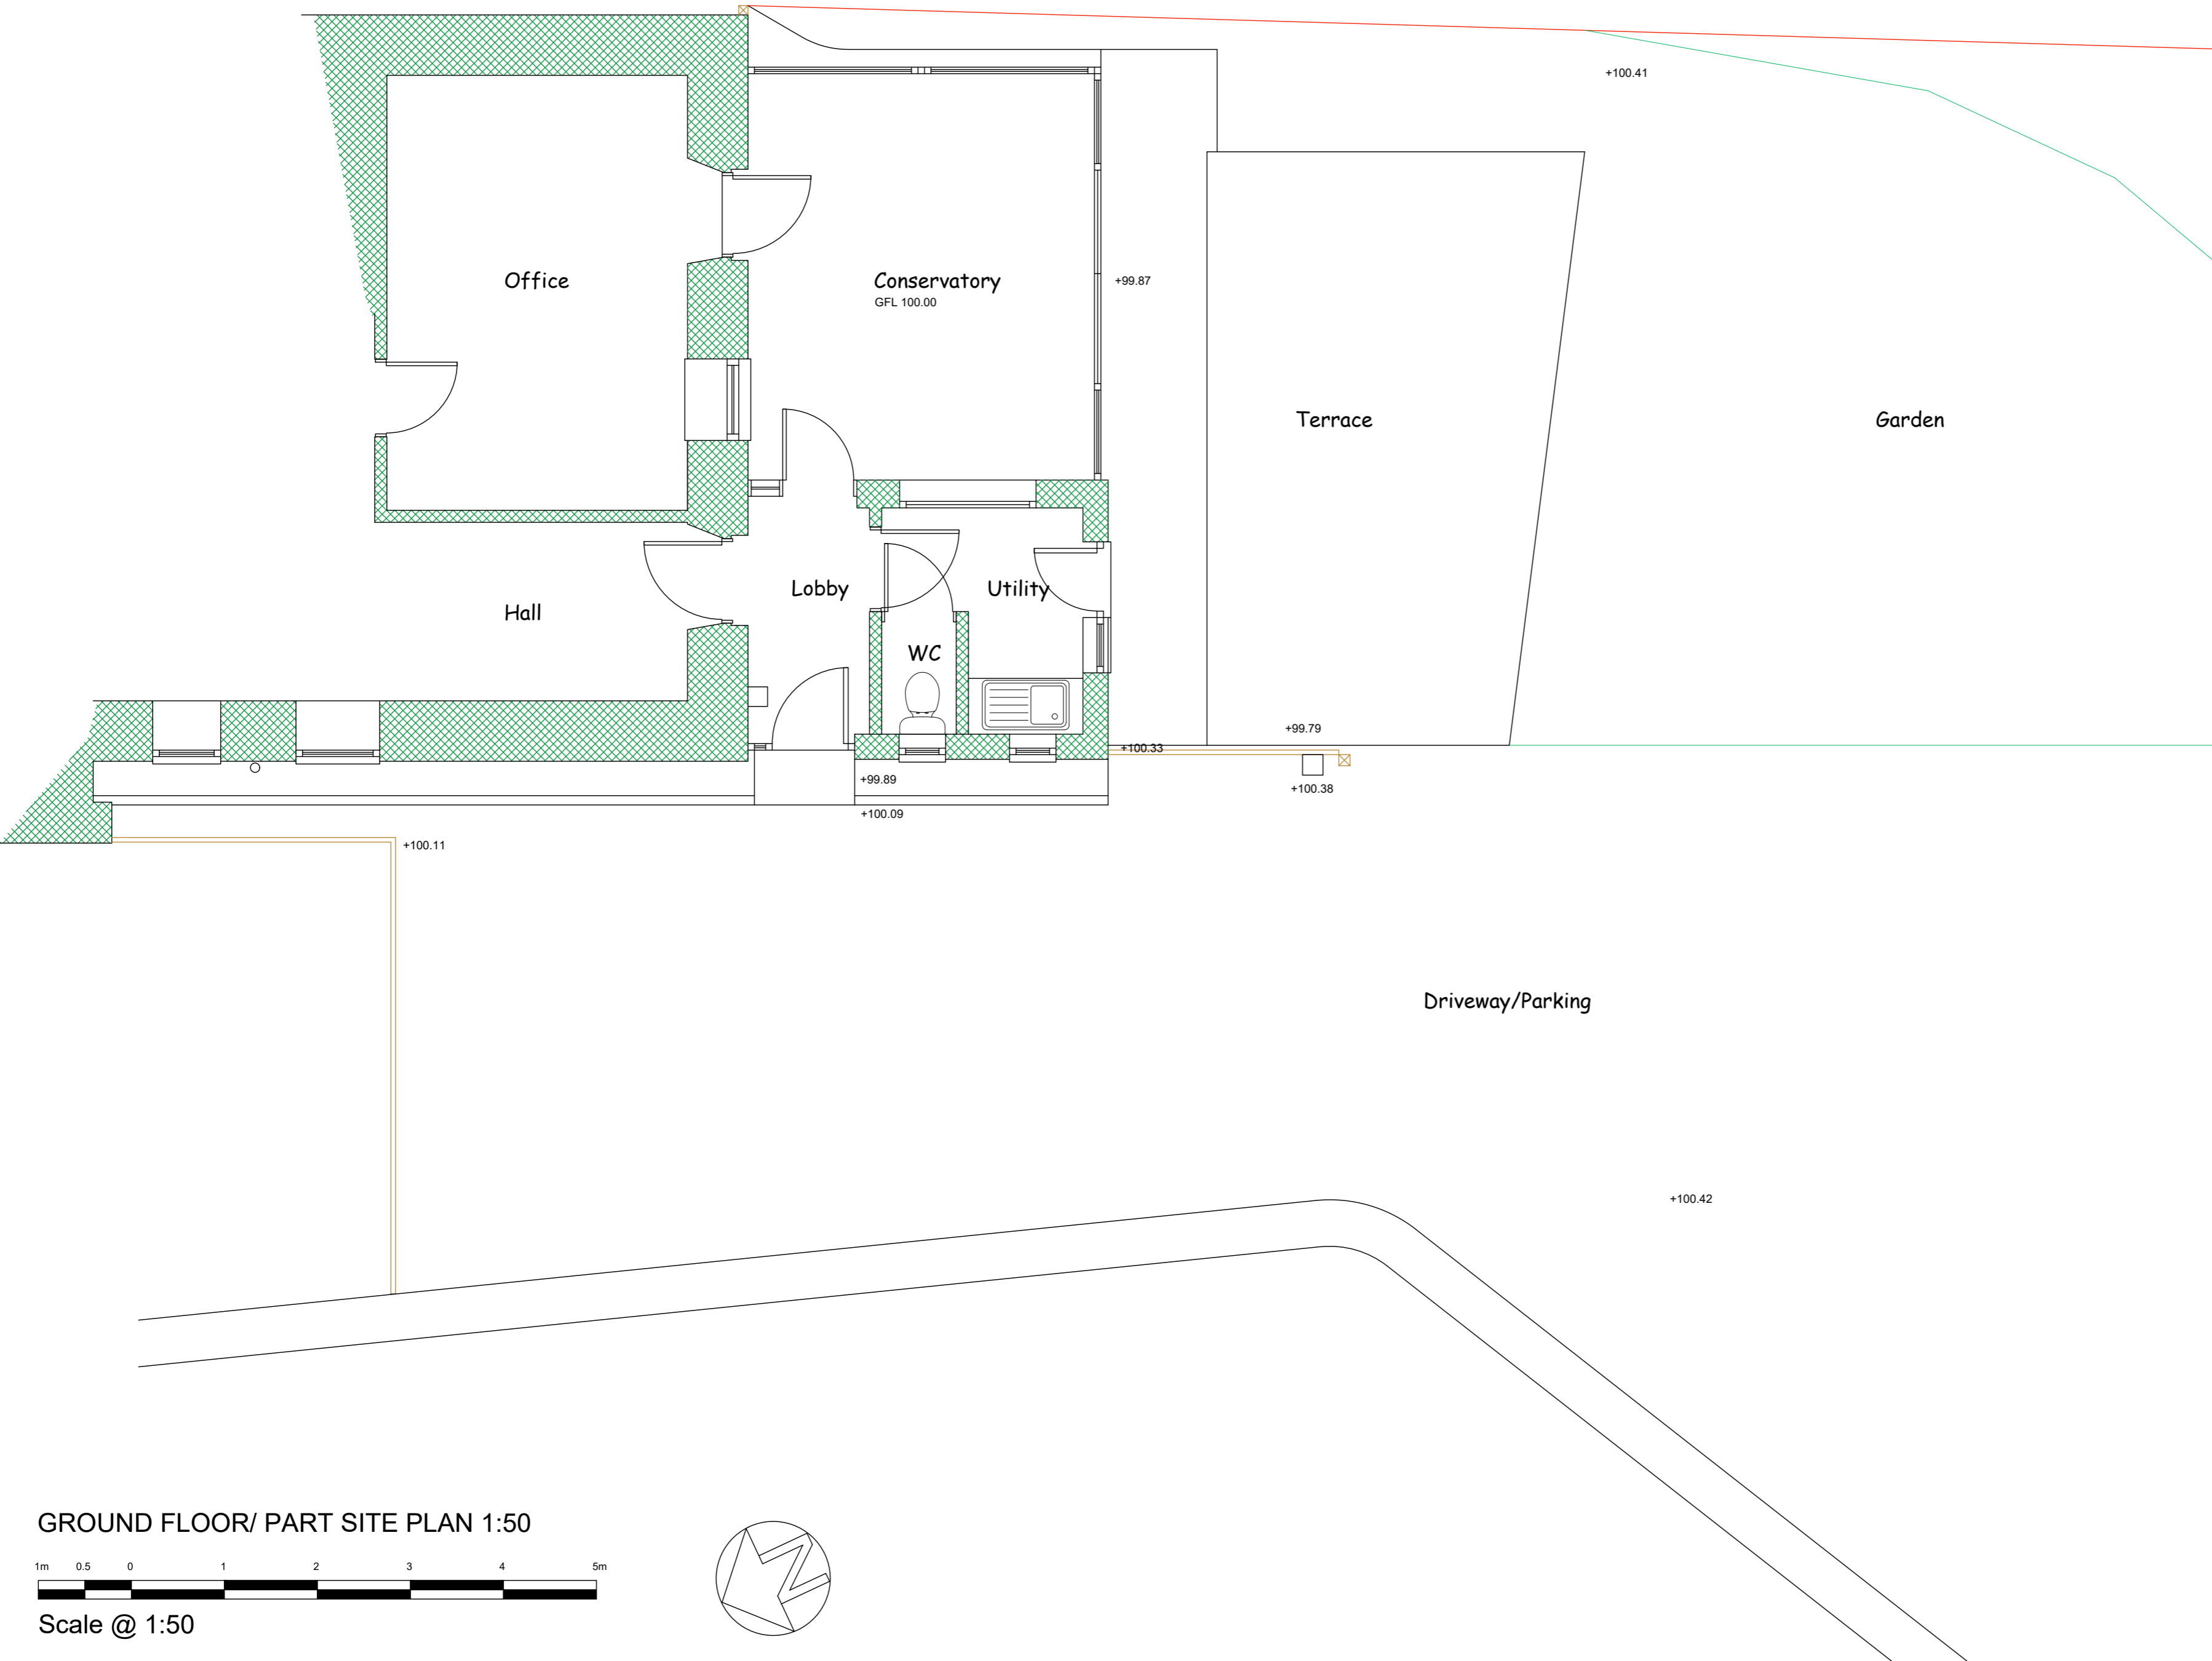 +100.41
Office
Conservatory
GFL 100.00
+99.87
Terrace
Garden
Hall
Lobby
Utility
WC
+99.79
+100.33
+99.89
+100.38
+100.09
+100.11
Driveway/Parking
+100.42
GROUND FLOOR/ PART SITE PLAN 1:50
1m 0.5 0 1 2 3 4 5m
Scale @ 1:50
N